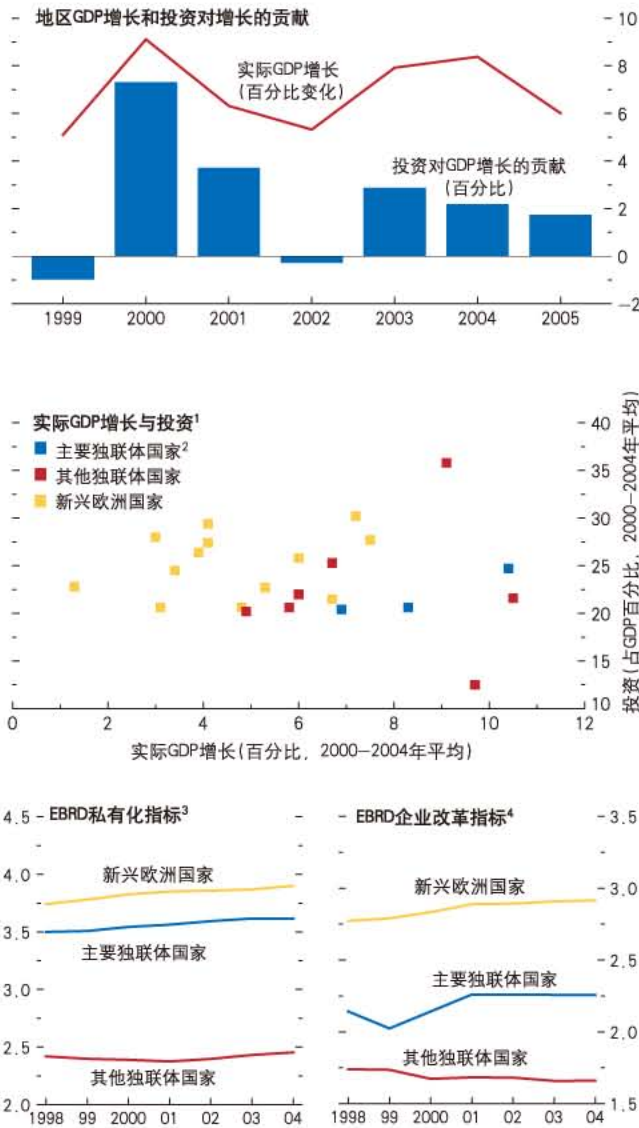 地区GDP增长和投资对增长的贡献
10
8
6
4
2
0
-2
实际GDP增长
(百分比变化)
投资对GDP增长的贡献
(百分比)
1999 2000 2001 2002 2003 2004 2005
实际GDP增长与投资¹
主要独联体国家²
其他独联体国家
新兴欧洲国家
40
35
30
25
20
15
10
投资(占GDP百分比, 2000-2004年平均)
0 2 4 6 8 10 12
实际GDP增长(百分比, 2000-2004年平均)
EBRD私有化指标³
4.5
4.0
3.5
3.0
2.5
2.0
新兴欧洲国家
主要独联体国家
其他独联体国家
1998 99 2000 01 02 03 04
EBRD企业改革指标⁴
3.5
3.0
2.5
2.0
1.5
新兴欧洲国家
主要独联体国家
其他独联体国家
1998 99 2000 01 02 03 04